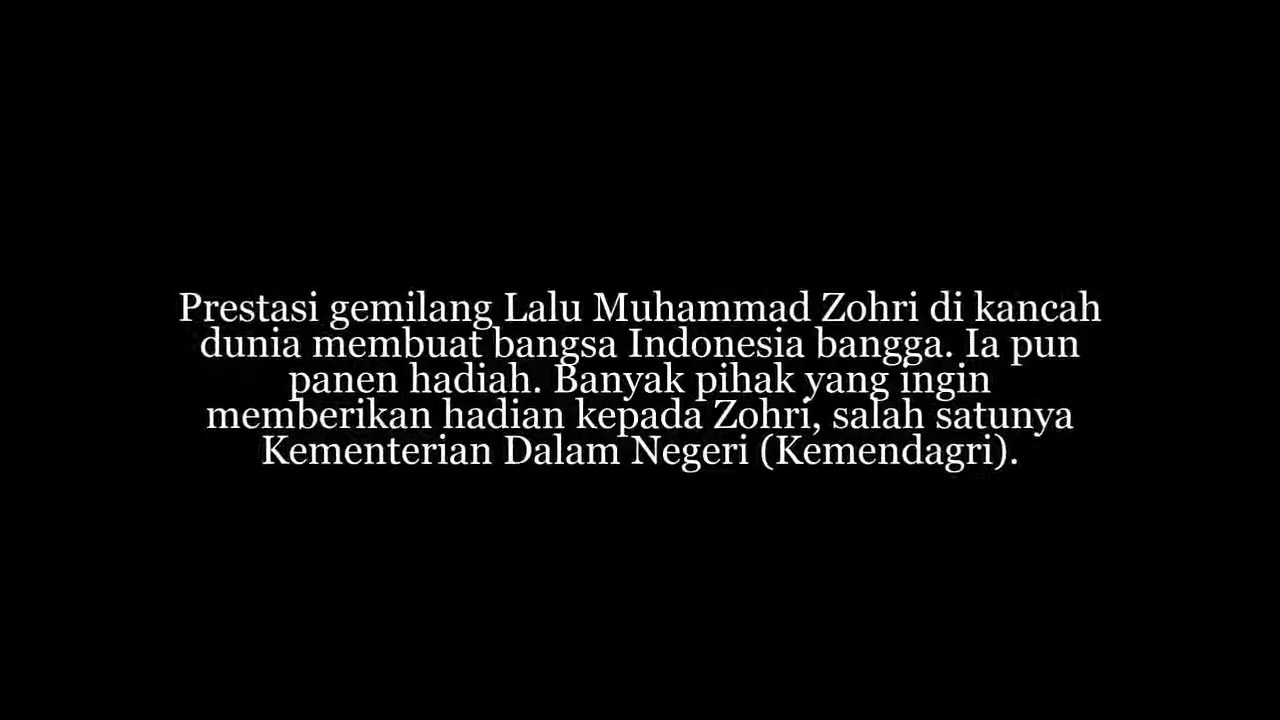 Prestasi gemilang Lalu Muhammad Zohri di kancah
dunia membuat bangsa Indonesia bangga. Ia pun
panen hadiah. Banyak pihak yang ingin
memberikan hadian kepada Zohri, salah satunya
Kementerian Dalam Negeri (Kemendagri).